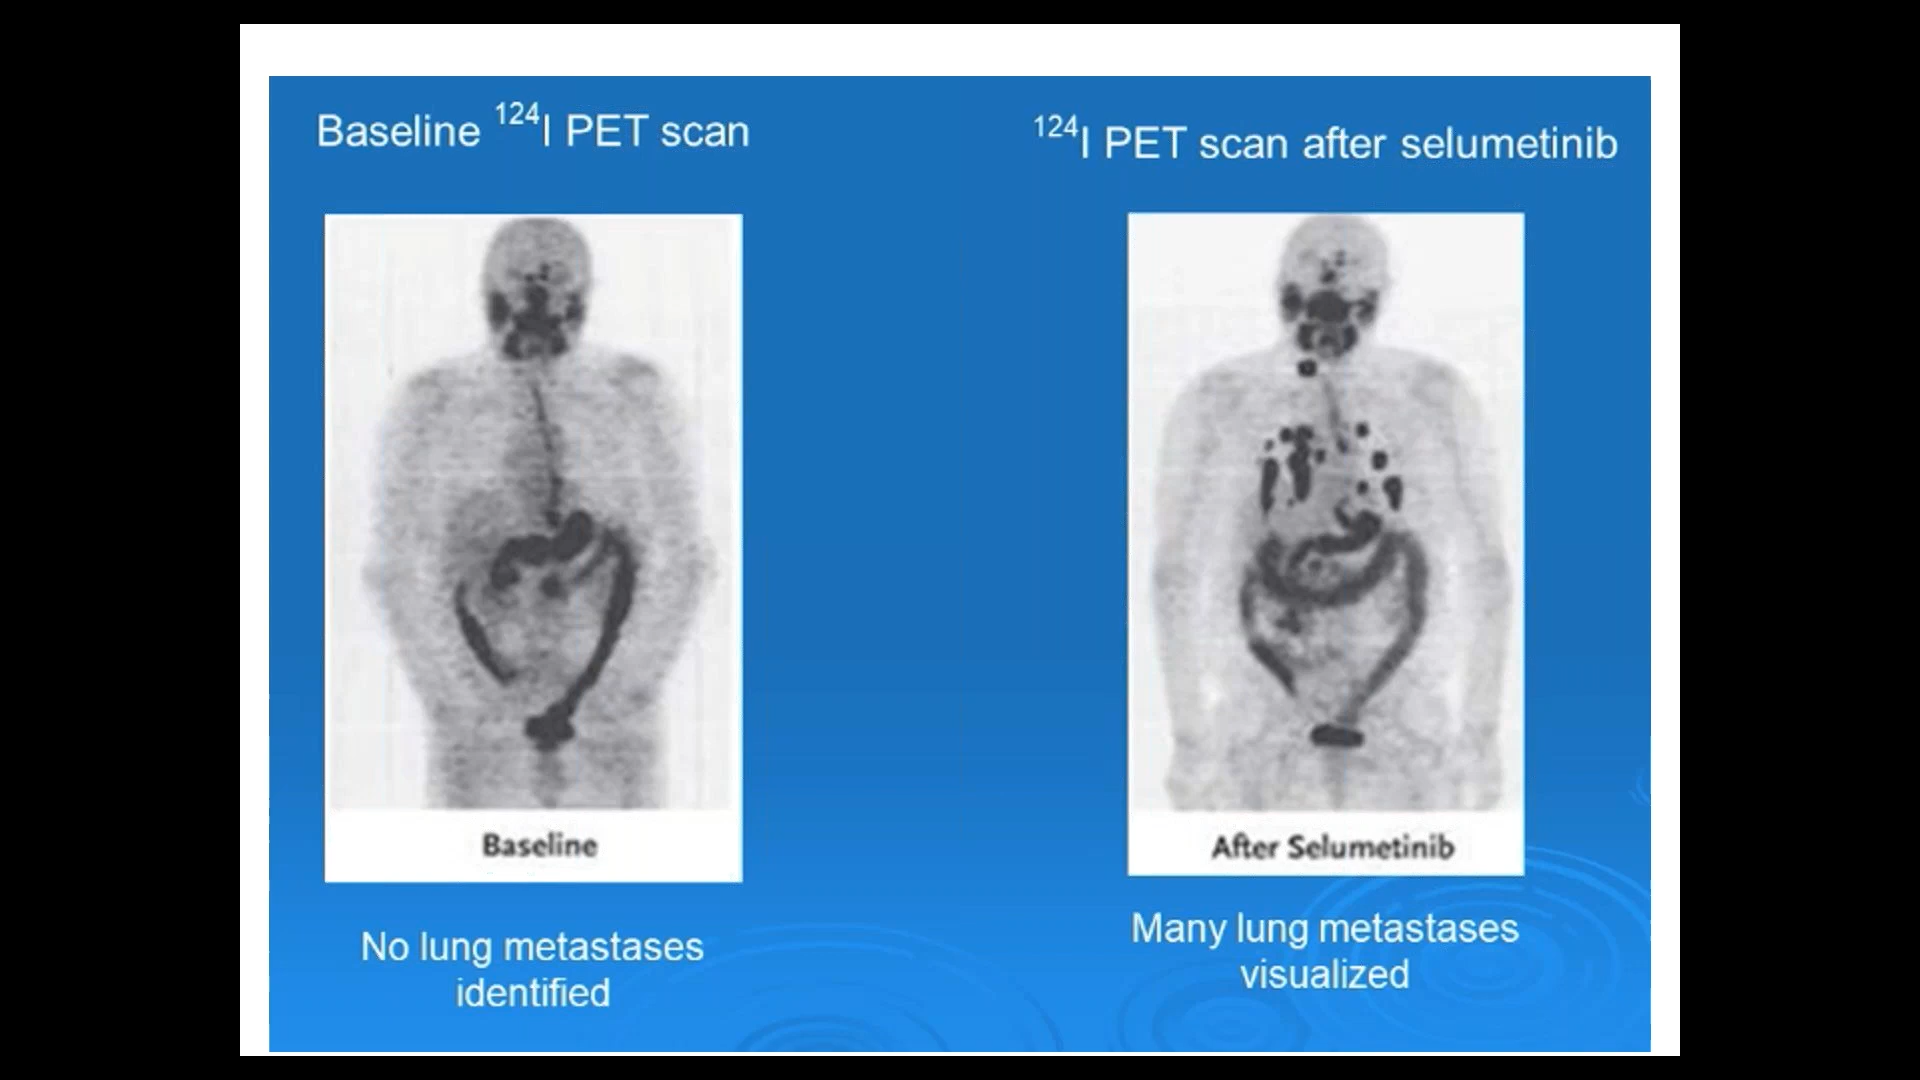 Baseline ¹²⁴I PET scan
¹²⁴I PET scan after selumetinib
Baseline
After Selumetinib
No lung metastases
identified
Many lung metastases
visualized